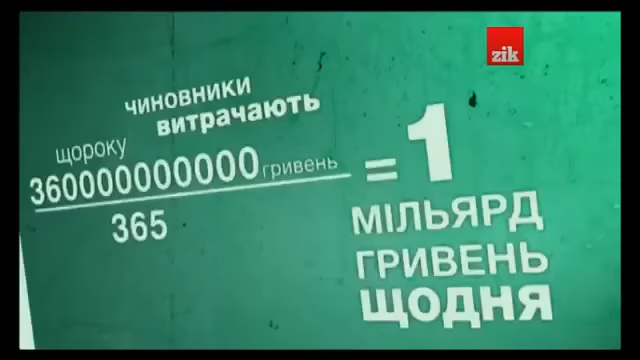 zik
чиновники
витрачають
щороку
360000000000 гривень
365
= 1
МІЛЬЯРД
ГРИВЕНЬ
ЩОДНЯ